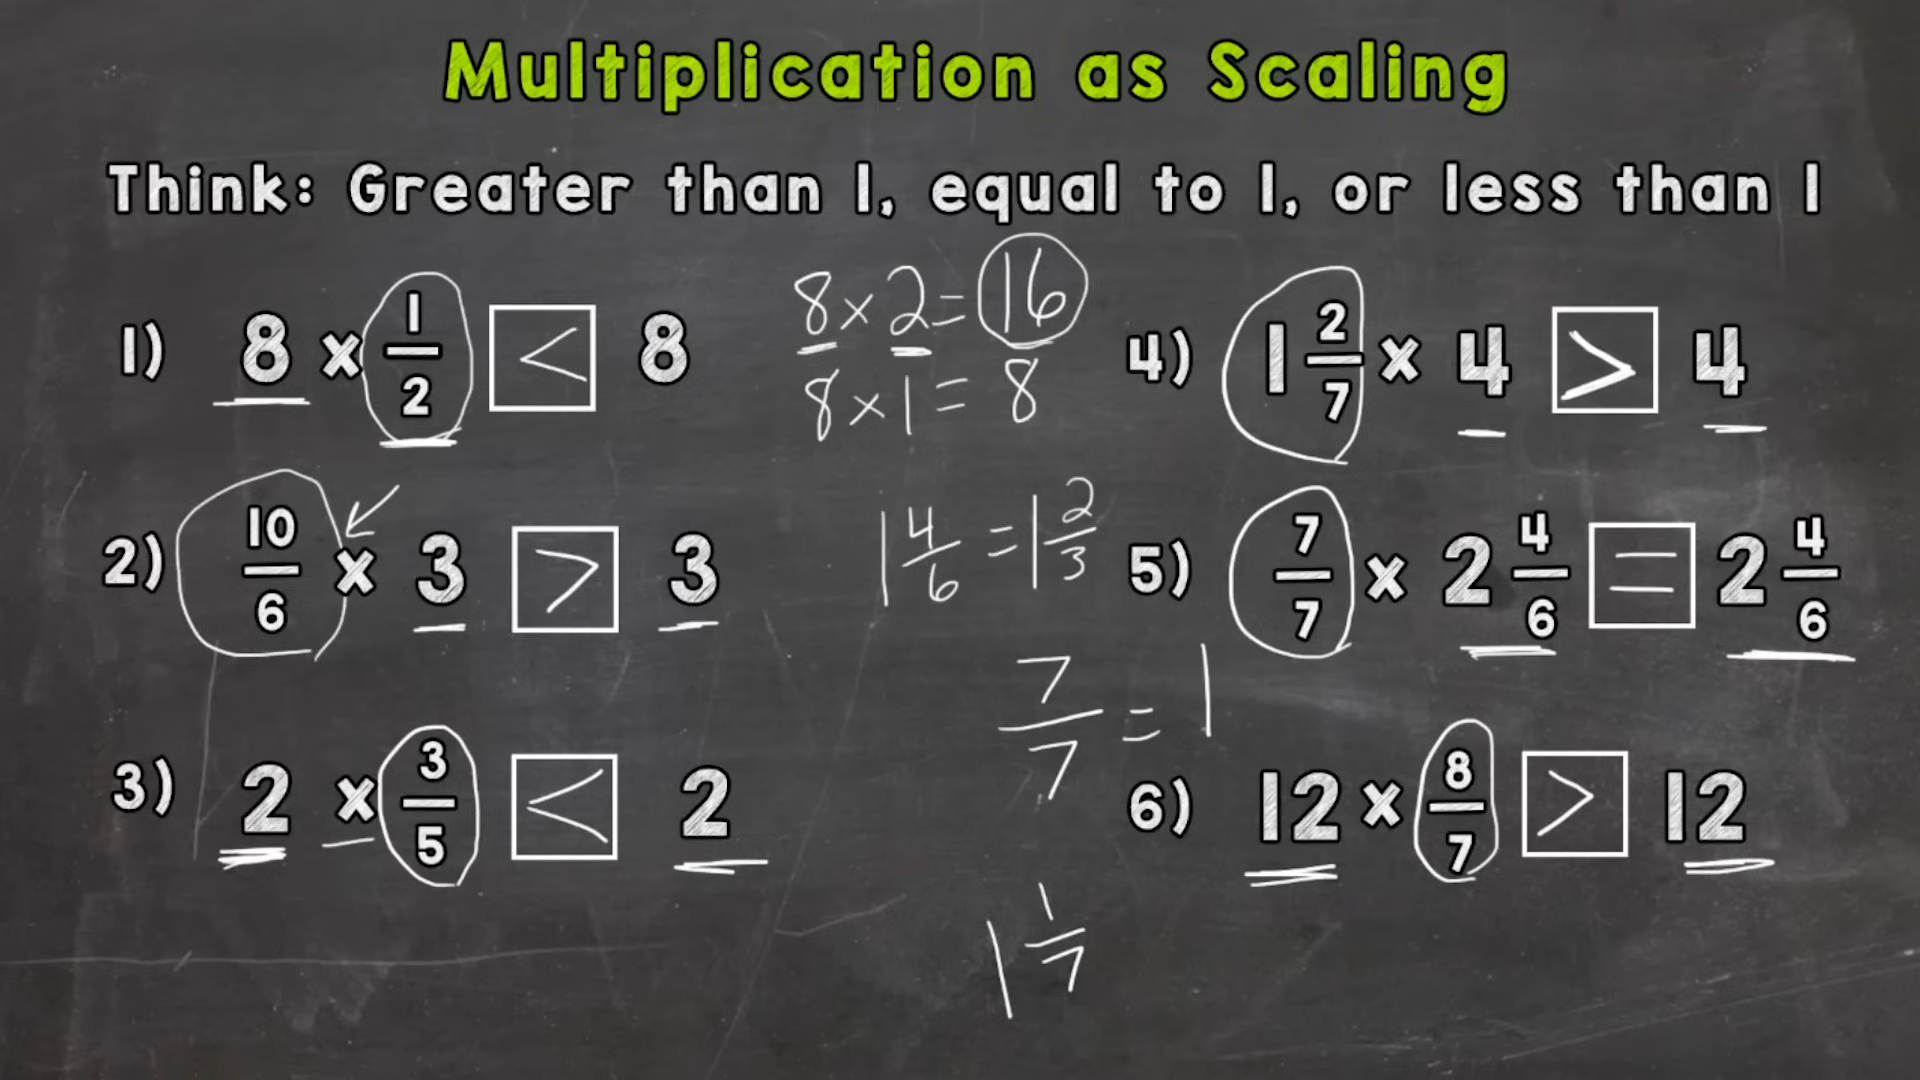 Multiplication as Scaling
Think: Greater than 1, equal to 1, or less than 1
1) 8 x 1/2 < 8
8 x 2 = 16
8 x 1 = 8
2) 10/6 x 3 > 3
1 4/6 = 1 2/3
3) 2 x 3/5 < 2
4) 1 2/7 x 4 > 4
5) 7/7 x 2 4/6 = 2 4/6
7/7 = 1
6) 12 x 8/7 > 12
1 1/7